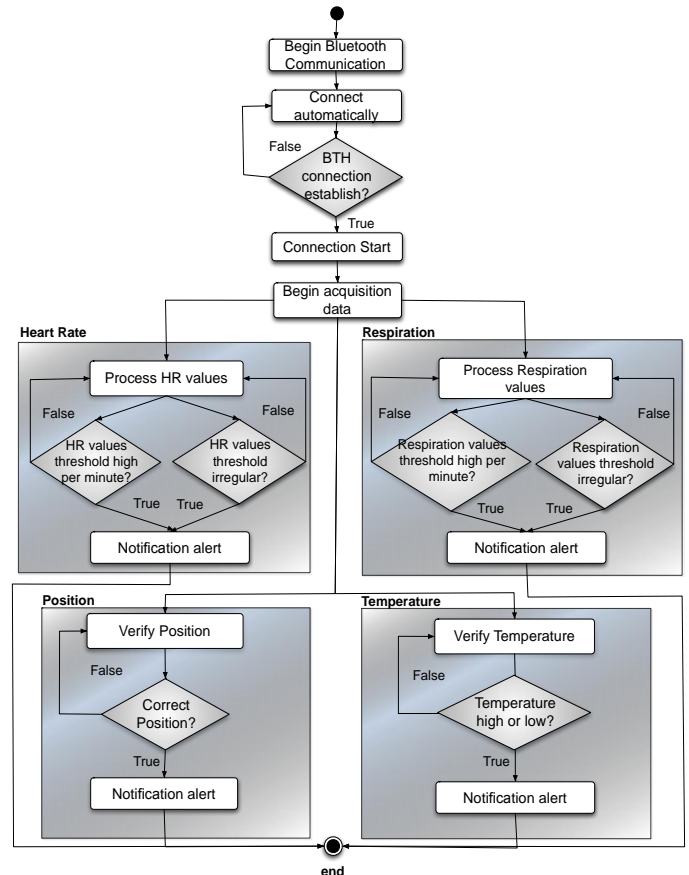 Begin Bluetooth
Communication
Connect
automatically
False
BTH
connection
establish?
True
Connection Start
Begin acquisition
data
Heart Rate
Process HR values
False
False
HR values
threshold high
per minute?
HR values
threshold
irregular?
True
True
Notification alert
Respiration
Process Respiration
values
False
False
Respiration values
threshold high per
minute?
Respiration
values threshold
irregular?
True
True
Notification alert
Position
Verify Position
False
Correct
Position?
True
Notification alert
Temperature
Verify Temperature
False
Temperature
high or low?
True
Notification alert
end